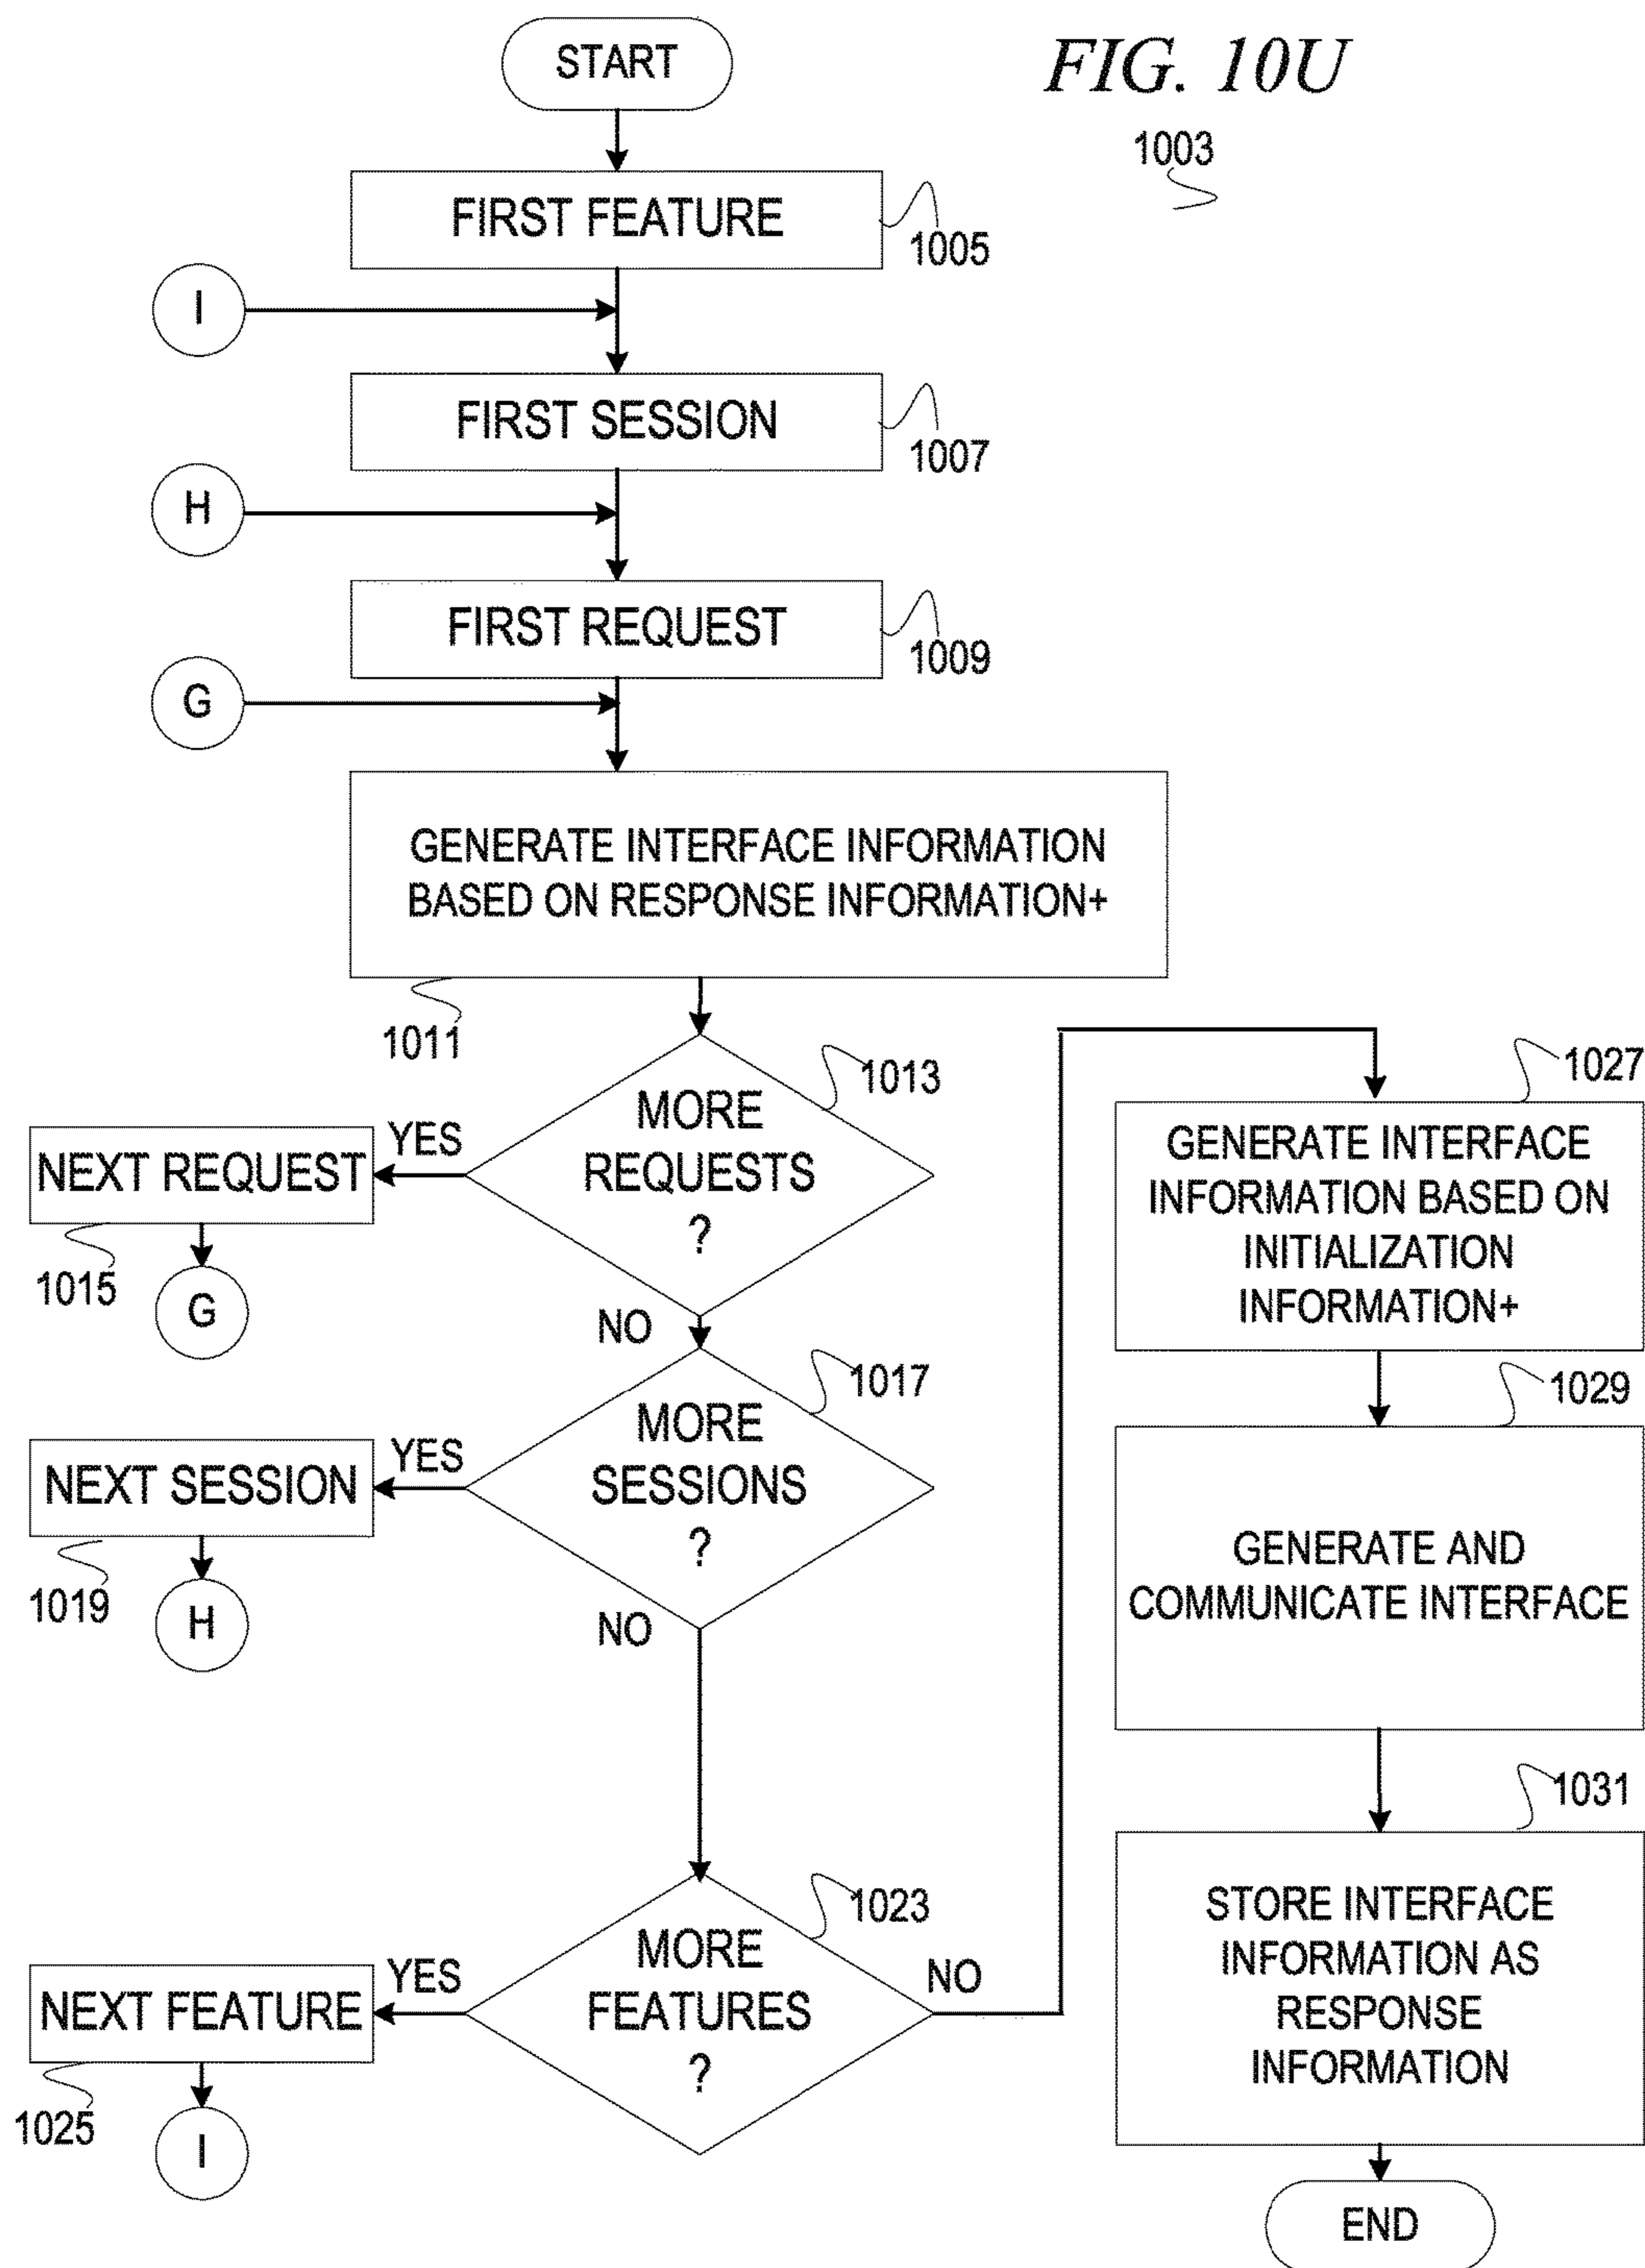 START
FIG. 10U
1003
FIRST FEATURE
1005
I
FIRST SESSION
1007
H
FIRST REQUEST
1009
G
GENERATE INTERFACE INFORMATION
BASED ON RESPONSE INFORMATION+
1011
1013
MORE
REQUESTS
?
YES
NEXT REQUEST
1015
G
NO
1017
MORE
SESSIONS
?
YES
NEXT SESSION
1019
H
NO
1023
MORE
FEATURES
?
YES
NEXT FEATURE
1025
I
NO
1027
GENERATE INTERFACE
INFORMATION BASED ON
INITIALIZATION
INFORMATION+
1029
GENERATE AND
COMMUNICATE INTERFACE
1031
STORE INTERFACE
INFORMATION AS
RESPONSE
INFORMATION
END